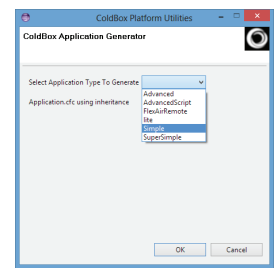 ColdBox Platform Utilities
ColdBox Application Generator
Select Application Type To Generate
Application.cfc using inheritance
Advanced
AdvancedScript
FlexAirRemote
lite
Simple
SuperSimple
OK
Cancel